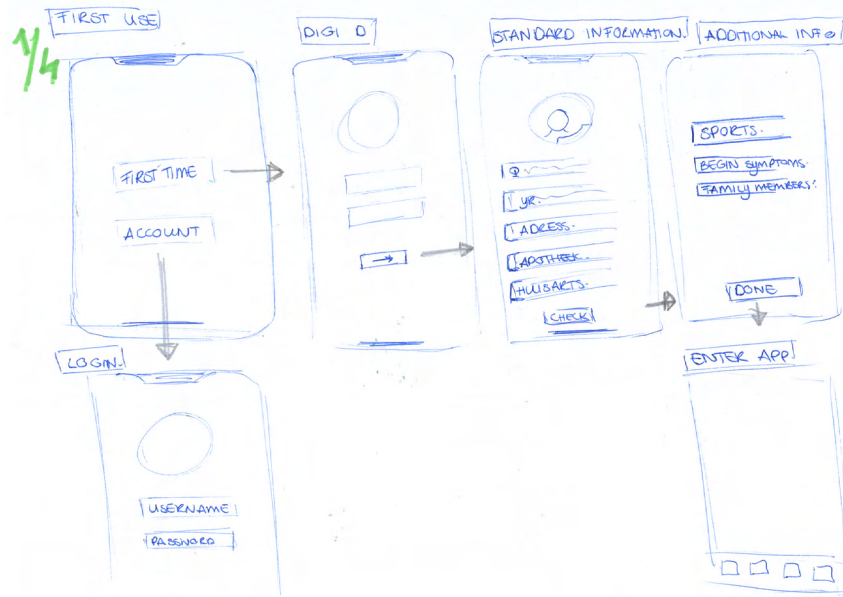 1/4
FIRST USE
DIGI D
STANDARD INFORMATION.
ADDITIONAL INFO
FIRST TIME
ACCOUNT
YR.
ADRESS.
APOTHEEK.
HUISARTS.
CHECK
SPORTS.
BEGIN SYMPTOMS.
FAMILY MEMBERS.
DONE
LOGIN.
USERNAME
PASSWORD
ENTER APP.